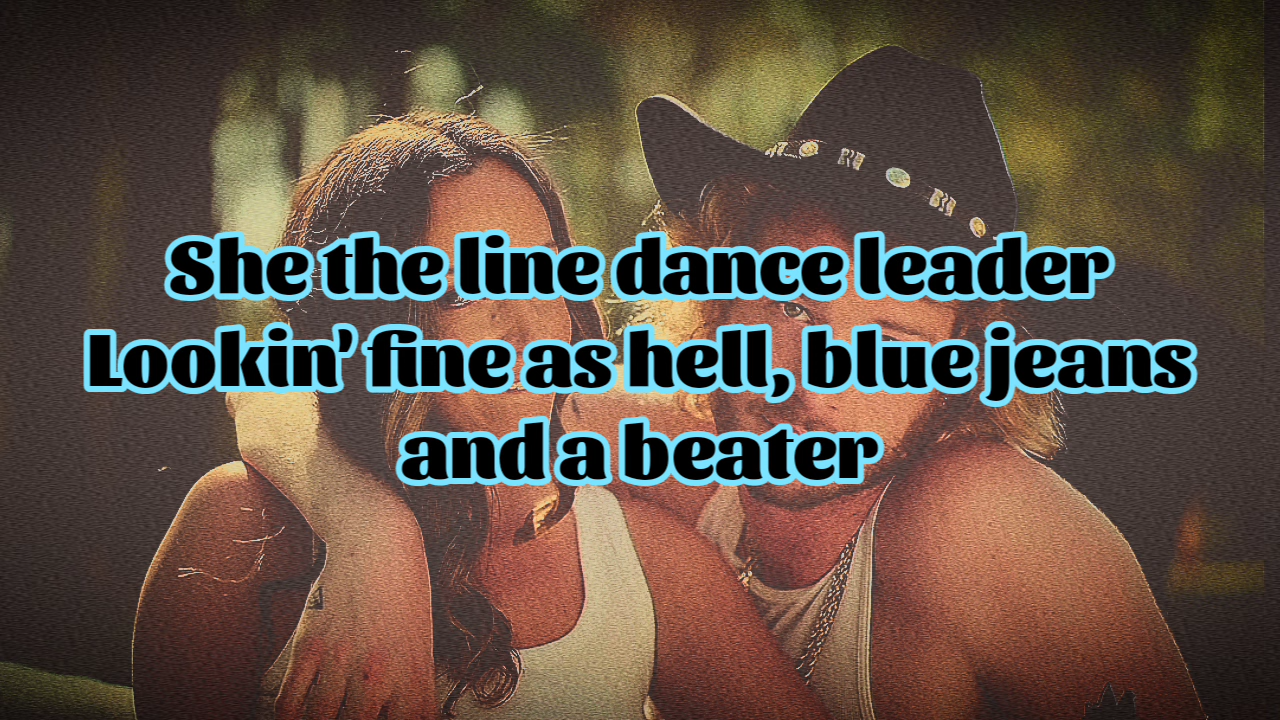 She the line dance leader
Lookin' fine as hell, blue jeans
and a beater